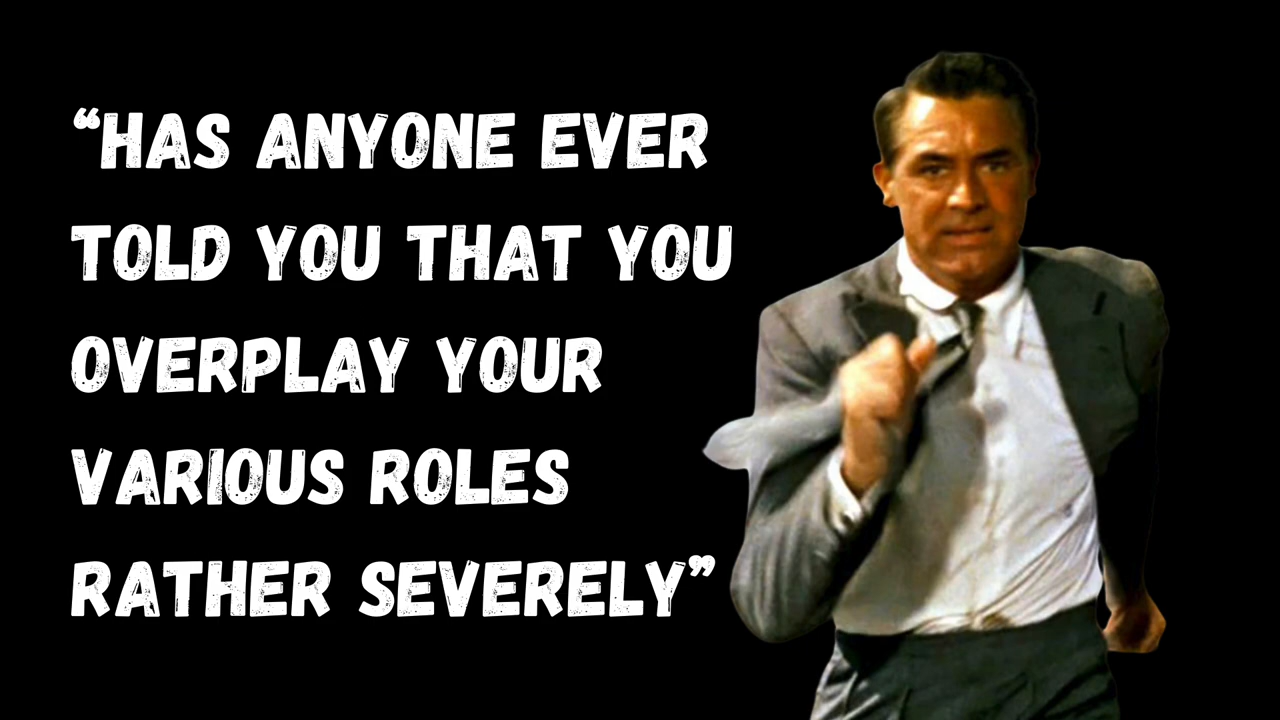 “HAS ANYONE EVER
TOLD YOU THAT YOU
OVERPLAY YOUR
VARIOUS ROLES
RATHER SEVERELY”